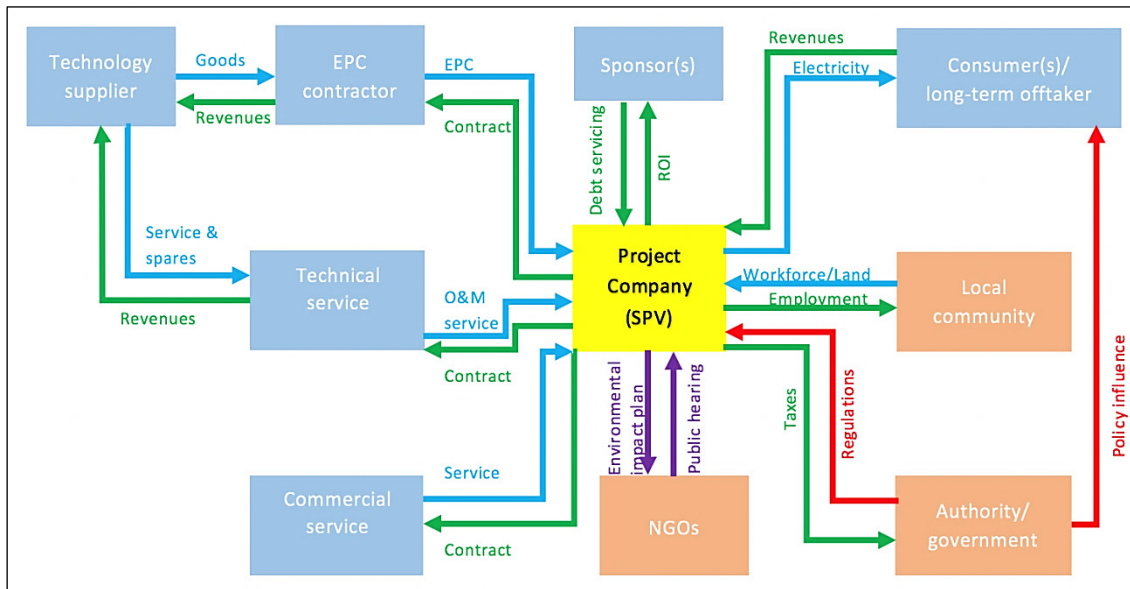 Technology
supplier
Goods
Revenues
EPC
contractor
EPC
Contract
Sponsor(s)
Debt servicing
ROI
Revenues
Electricity
Consumer(s)/
long-term offtaker
Service &
spares
Revenues
Technical
service
O&M
service
Contract
Project
Company
(SPV)
Workforce/Land
Employment
Local
community
Policy influence
Environmental
impact plan
Public hearing
Taxes
Regulations
Commercial
service
Service
Contract
NGOs
Authority/
government